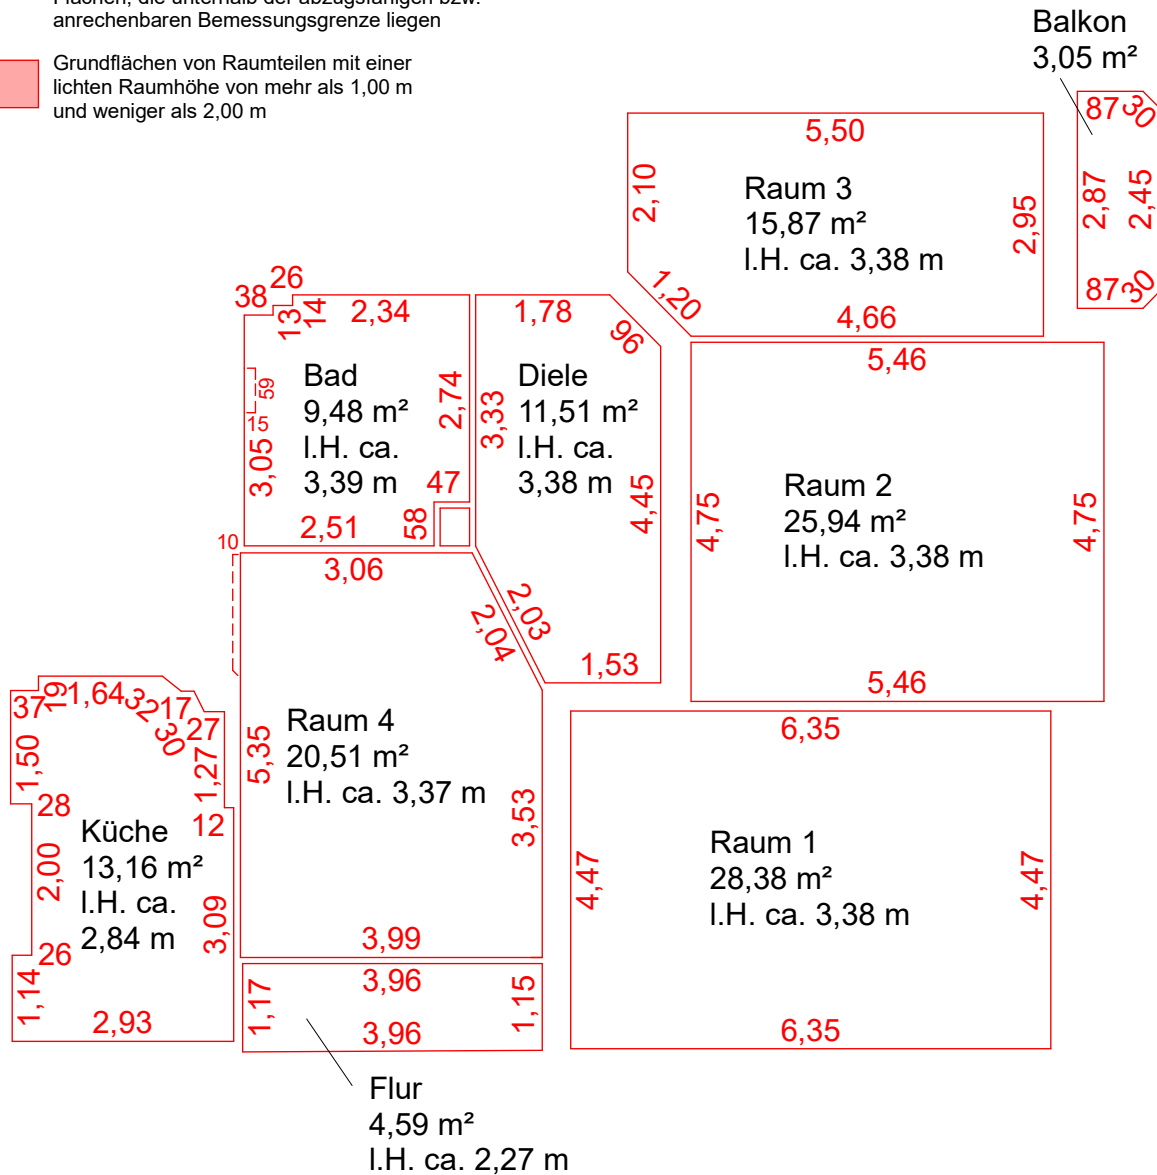 Flächen, die unterhalb der abzugsfähigen bzw.
anrechenbaren Bemessungsgrenze liegen
Grundflächen von Raumteilen mit einer
lichten Raumhöhe von mehr als 1,00 m
und weniger als 2,00 m
Balkon
3,05 m²
87
30
2,87
2,45
87
30
5,50
2,10
Raum 3
15,87 m²
l.H. ca. 3,38 m
2,95
1,20
4,66
26
38
13
14
2,34
59
15
3,05
Bad
9,48 m²
l.H. ca.
3,39 m
2,74
47
58
2,51
1,78
96
3,33
Diele
11,51 m²
l.H. ca.
3,38 m
4,45
2,03
1,53
5,46
4,75
Raum 2
25,94 m²
l.H. ca. 3,38 m
4,75
5,46
10
3,06
2,04
5,35
Raum 4
20,51 m²
l.H. ca. 3,37 m
3,53
3,99
6,35
4,47
Raum 1
28,38 m²
l.H. ca. 3,38 m
4,47
6,35
37
19
1,64
32
17
30
27
1,50
1,27
28
12
2,00
Küche
13,16 m²
l.H. ca.
2,84 m
3,09
26
1,14
2,93
3,96
1,17
1,15
3,96
Flur
4,59 m²
l.H. ca. 2,27 m